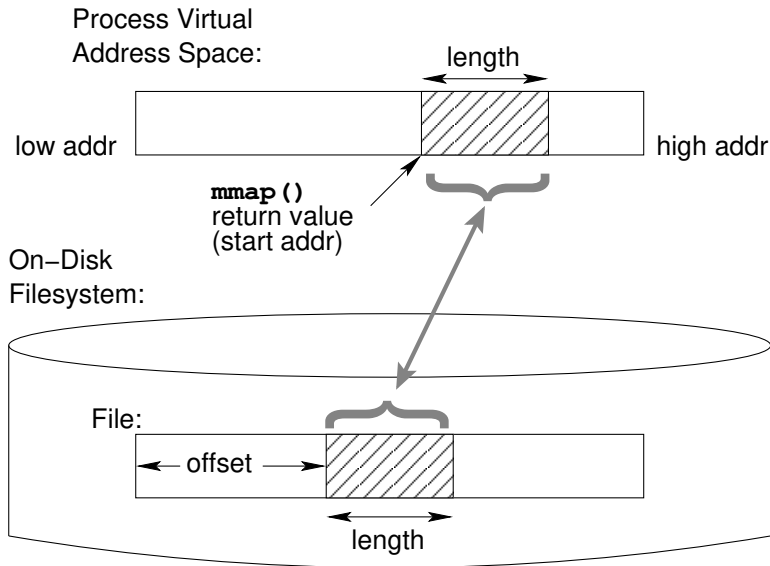 Process Virtual
Address Space:
length
low addr
high addr
mmap()
return value
(start addr)
On−Disk
Filesystem:
File:
offset
length